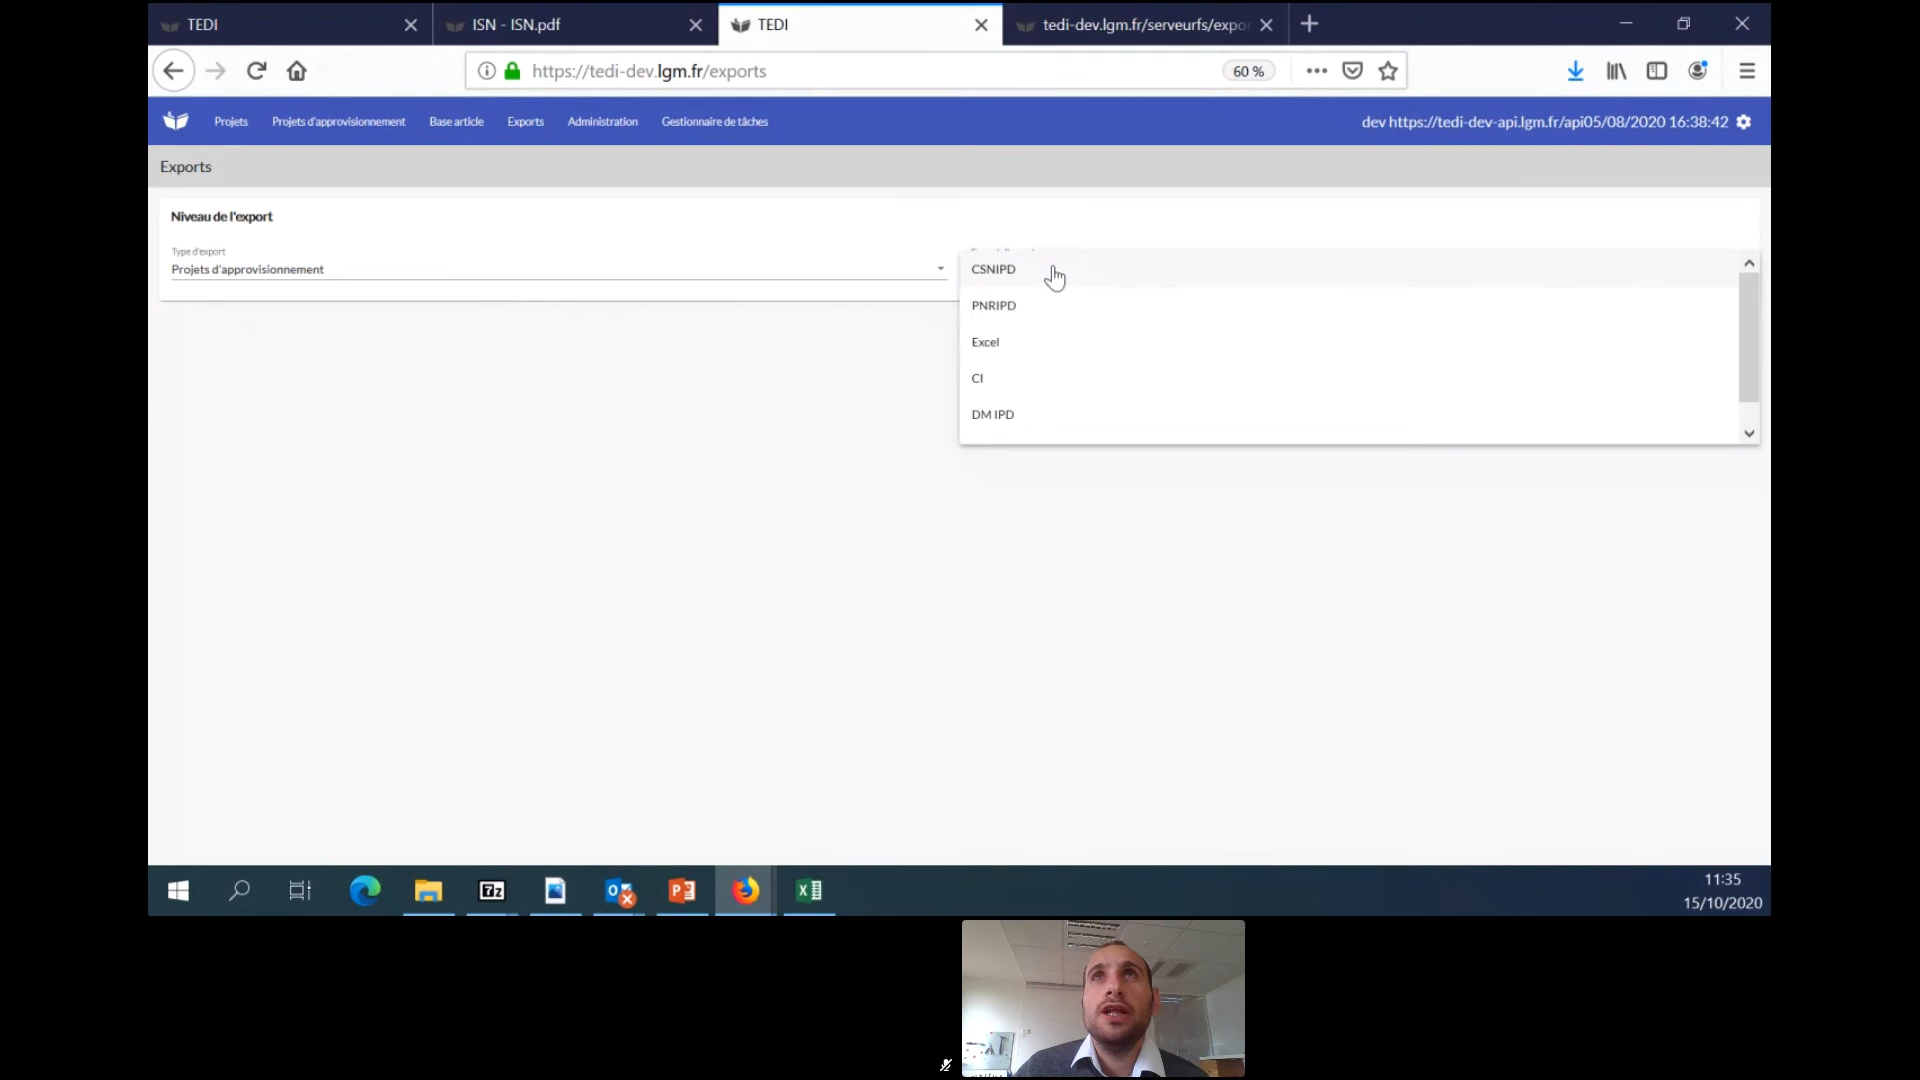 TEDI
ISN - ISN.pdf
TEDI
tedi-dev.lgm.fr/serveurfs/expo
https://tedi-dev.lgm.fr/exports
60 %
Projets
Projets d'approvisionnement
Base article
Exports
Administration
Gestionnaire de tâches
dev https://tedi-dev-api.lgm.fr/api05/08/2020 16:38:42
Exports
Niveau de l'export
Type d'export
Projets d'approvisionnement
CSNIPD
PNRIPD
Excel
CI
DM IPD
11:35
15/10/2020